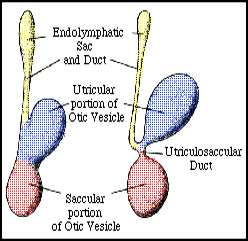 Endolymphatic
Sac
and Duct
Utricular
portion of
Otic Vesicle
Utriculosaccular
Duct
Saccular
portion
of Otic Vesicle